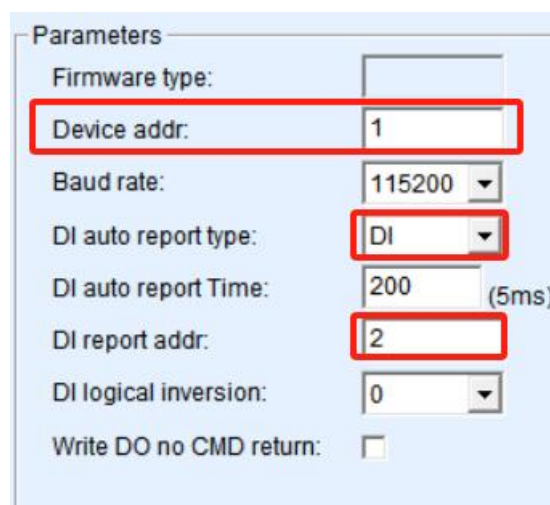 Parameters
Firmware type:
Device addr: 1
Baud rate: 115200
DI auto report type: DI
DI auto report Time: 200 (5ms)
DI report addr: 2
DI logical inversion: 0
Write DO no CMD return: